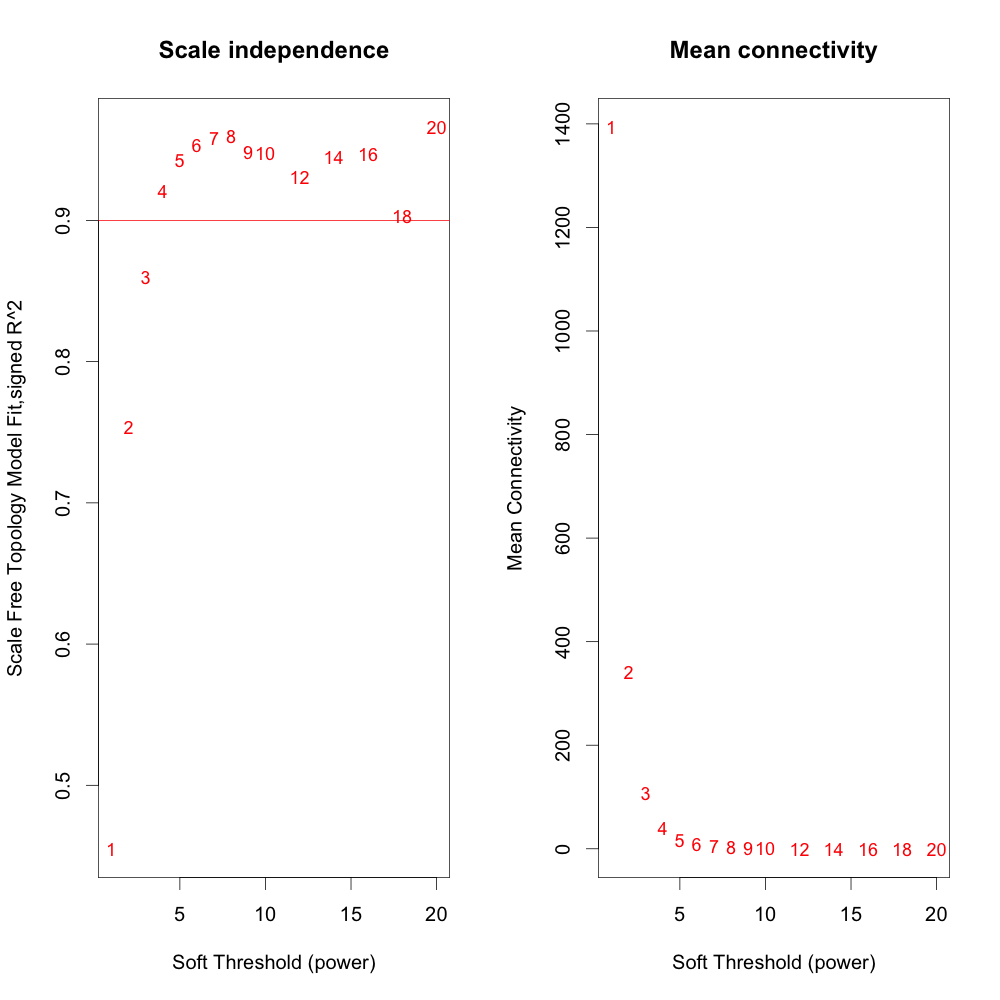 Scale independence
Scale Free Topology Model Fit,signed R^2
0.5 0.6 0.7 0.8 0.9
1 2 3 4 5 6 7 8 9 10 12 14 16 18 20
5 10 15 20
Soft Threshold (power)
Mean connectivity
Mean Connectivity
0 200 400 600 800 1000 1200 1400
1 2 3 4 5 6 7 8 9 10 12 14 16 18 20
5 10 15 20
Soft Threshold (power)